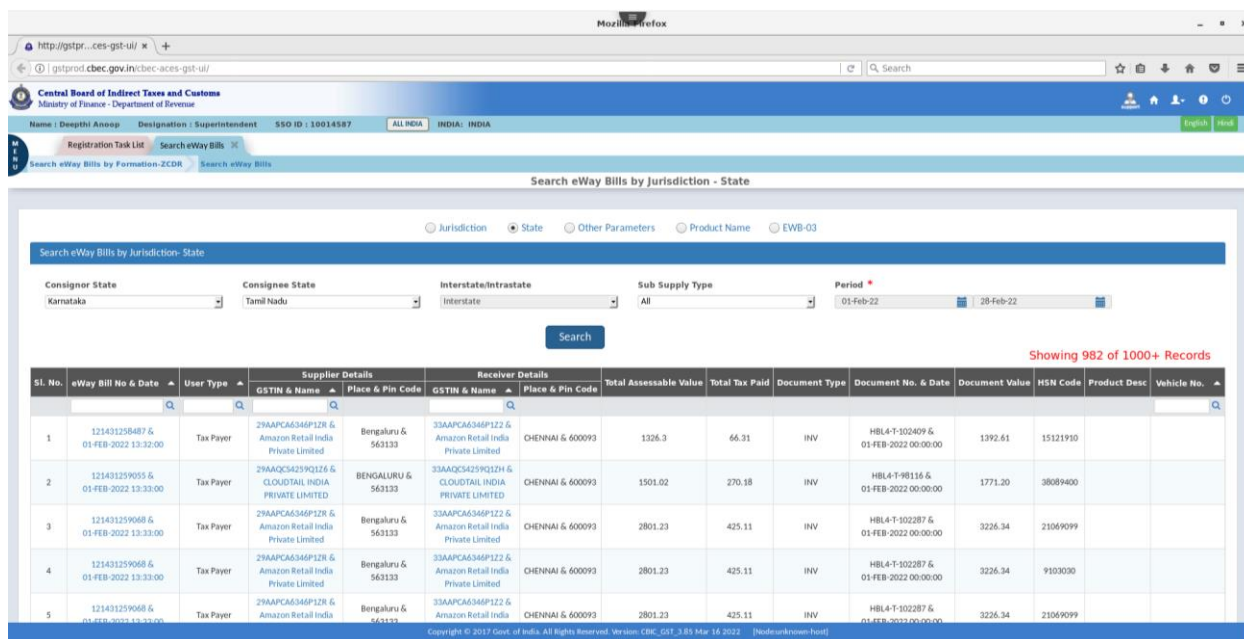 Mozilla Firefox
http://gstpr...ces-gst-ui/ × +
gstprod.cbec.gov.in/cbec-aces-gst-ui/ Search
Central Board of Indirect Taxes and Customs
Ministry of Finance - Department of Revenue
Name : Deepthi Anoop Designation : Superintendent SSO ID : 10014587 ALL INDIA INDIA: INDIA English Hindi
MENU
Registration Task List Search eWay Bills
Search eWay Bills by Formation-ZCDR Search eWay Bills
Search eWay Bills by Jurisdiction - State
Jurisdiction State Other Parameters Product Name EWB-03
Search eWay Bills by Jurisdiction- State
Consignor State Consignee State Interstate/Intrastate Sub Supply Type Period *
Karnataka Tamil Nadu Interstate All 01-Feb-22 28-Feb-22
Search
Showing 982 of 1000+ Records
Supplier Details Receiver Details
Sl. No. eWay Bill No & Date User Type GSTIN & Name Place & Pin Code GSTIN & Name Place & Pin Code Total Assessable Value Total Tax Paid Document Type Document No. & Date Document Value HSN Code Product Desc Vehicle No.
29AAPCA6346P1ZR & 33AAPCA6346P1Z2 &
121431258487 & Bengaluru & HBL4-T-102409 &
1 Tax Payer Amazon Retail India Amazon Retail India CHENNAI & 600093 1326.3 66.31 INV 1392.61 15121910
01-FEB-2022 13:32:00 563133 01-FEB-2022 00:00:00
Private Limited Private Limited
29AAQCS4259Q1Z6 & 33AAQCS4259Q1ZH &
121431259055 & BENGALURU & HBL4-T-98116 &
2 Tax Payer CLOUDTAIL INDIA CLOUDTAIL INDIA CHENNAI & 600093 1501.02 270.18 INV 1771.20 38089400
01-FEB-2022 13:33:00 563133 01-FEB-2022 00:00:00
PRIVATE LIMITED PRIVATE LIMITED
29AAPCA6346P1ZR & 33AAPCA6346P1Z2 &
121431259068 & Bengaluru & HBL4-T-102287 &
3 Tax Payer Amazon Retail India Amazon Retail India CHENNAI & 600093 2801.23 425.11 INV 3226.34 21069099
01-FEB-2022 13:33:00 563133 01-FEB-2022 00:00:00
Private Limited Private Limited
29AAPCA6346P1ZR & 33AAPCA6346P1Z2 &
121431259068 & Bengaluru & HBL4-T-102287 &
4 Tax Payer Amazon Retail India Amazon Retail India CHENNAI & 600093 2801.23 425.11 INV 3226.34 9103030
01-FEB-2022 13:33:00 563133 01-FEB-2022 00:00:00
Private Limited Private Limited
29AAPCA6346P1ZR & 33AAPCA6346P1Z2 &
121431259068 & Bengaluru & HBL4-T-102287 &
5 Tax Payer Amazon Retail India Amazon Retail India CHENNAI & 600093 2801.23 425.11 INV 3226.34 21069099
01-FEB-2022 13:33:00 563133 01-FEB-2022 00:00:00
Copyright © 2017 Govt. of India. All Rights Reserved. Version: CBIC_GST_3.85 Mar 16 2022 [Node:unknown-host]